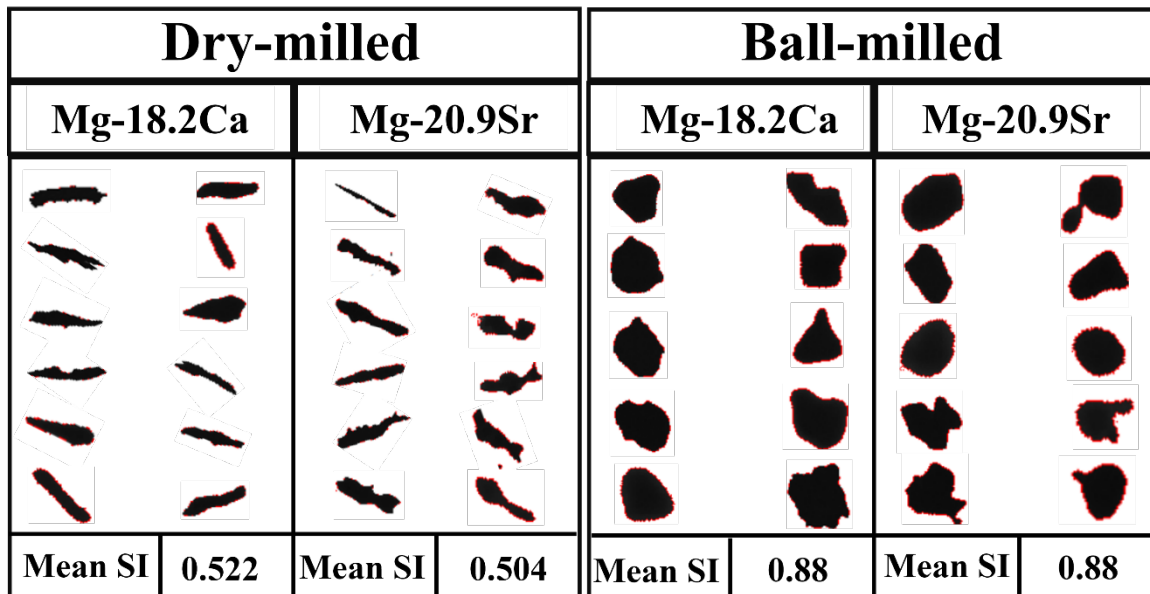 Dry-milled
Ball-milled
Mg-18.2Ca
Mg-20.9Sr
Mg-18.2Ca
Mg-20.9Sr
Mean SI
0.522
Mean SI
0.504
Mean SI
0.88
Mean SI
0.88